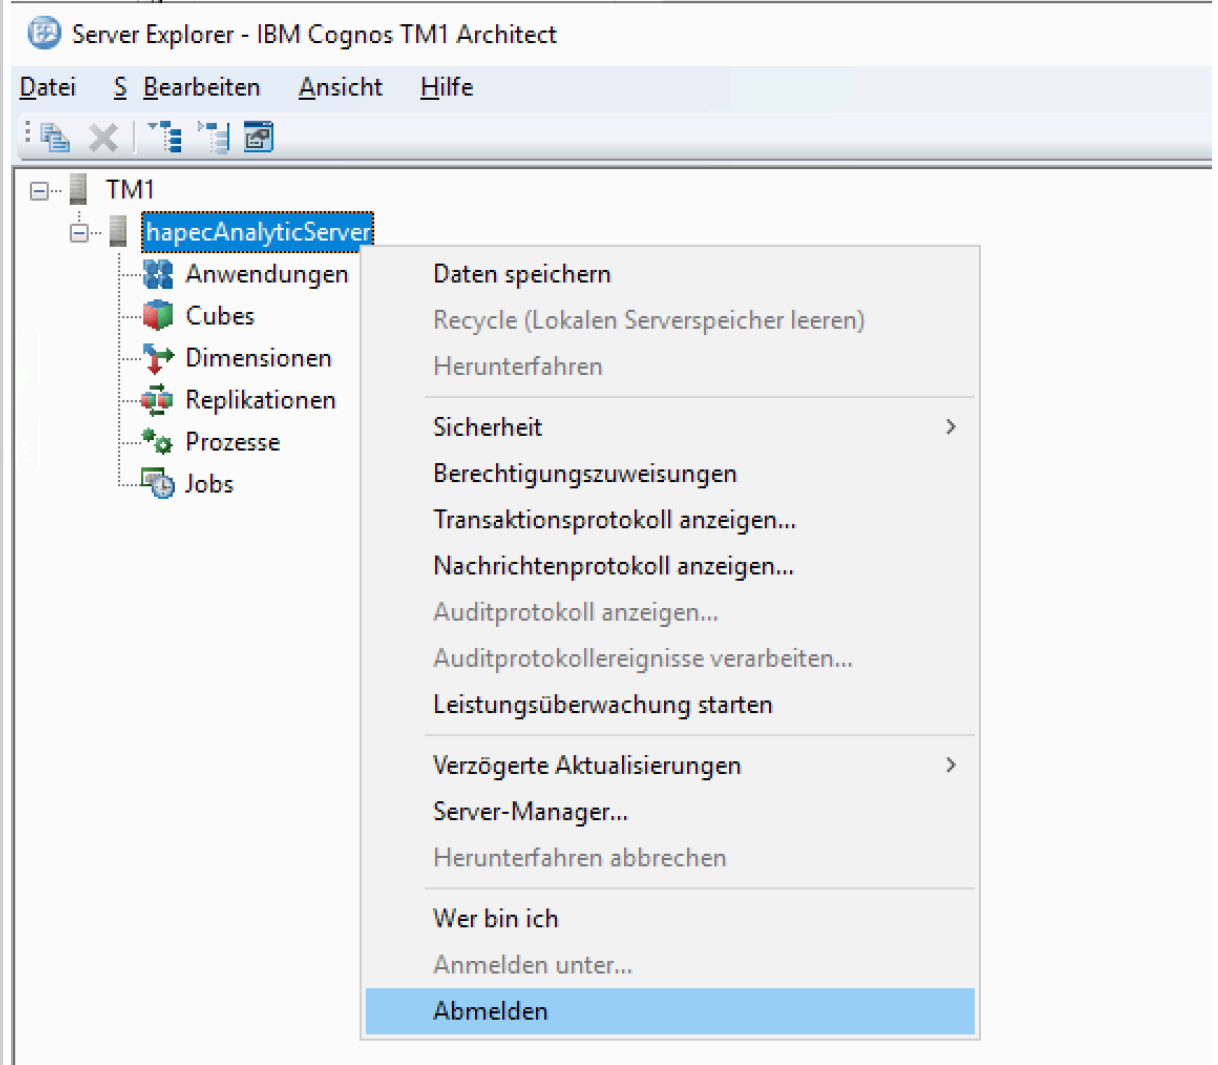 Server Explorer - IBM Cognos TM1 Architect
Datei S Bearbeiten Ansicht Hilfe
TM1
hapecAnalyticServer
Anwendungen
Cubes
Dimensionen
Replikationen
Prozesse
Jobs
Daten speichern
Recycle (Lokalen Serverspeicher leeren)
Herunterfahren
Sicherheit
Berechtigungszuweisungen
Transaktionsprotokoll anzeigen...
Nachrichtenprotokoll anzeigen...
Auditprotokoll anzeigen...
Auditprotokollereignisse verarbeiten...
Leistungsüberwachung starten
Verzögerte Aktualisierungen
Server-Manager...
Herunterfahren abbrechen
Wer bin ich
Anmelden unter...
Abmelden